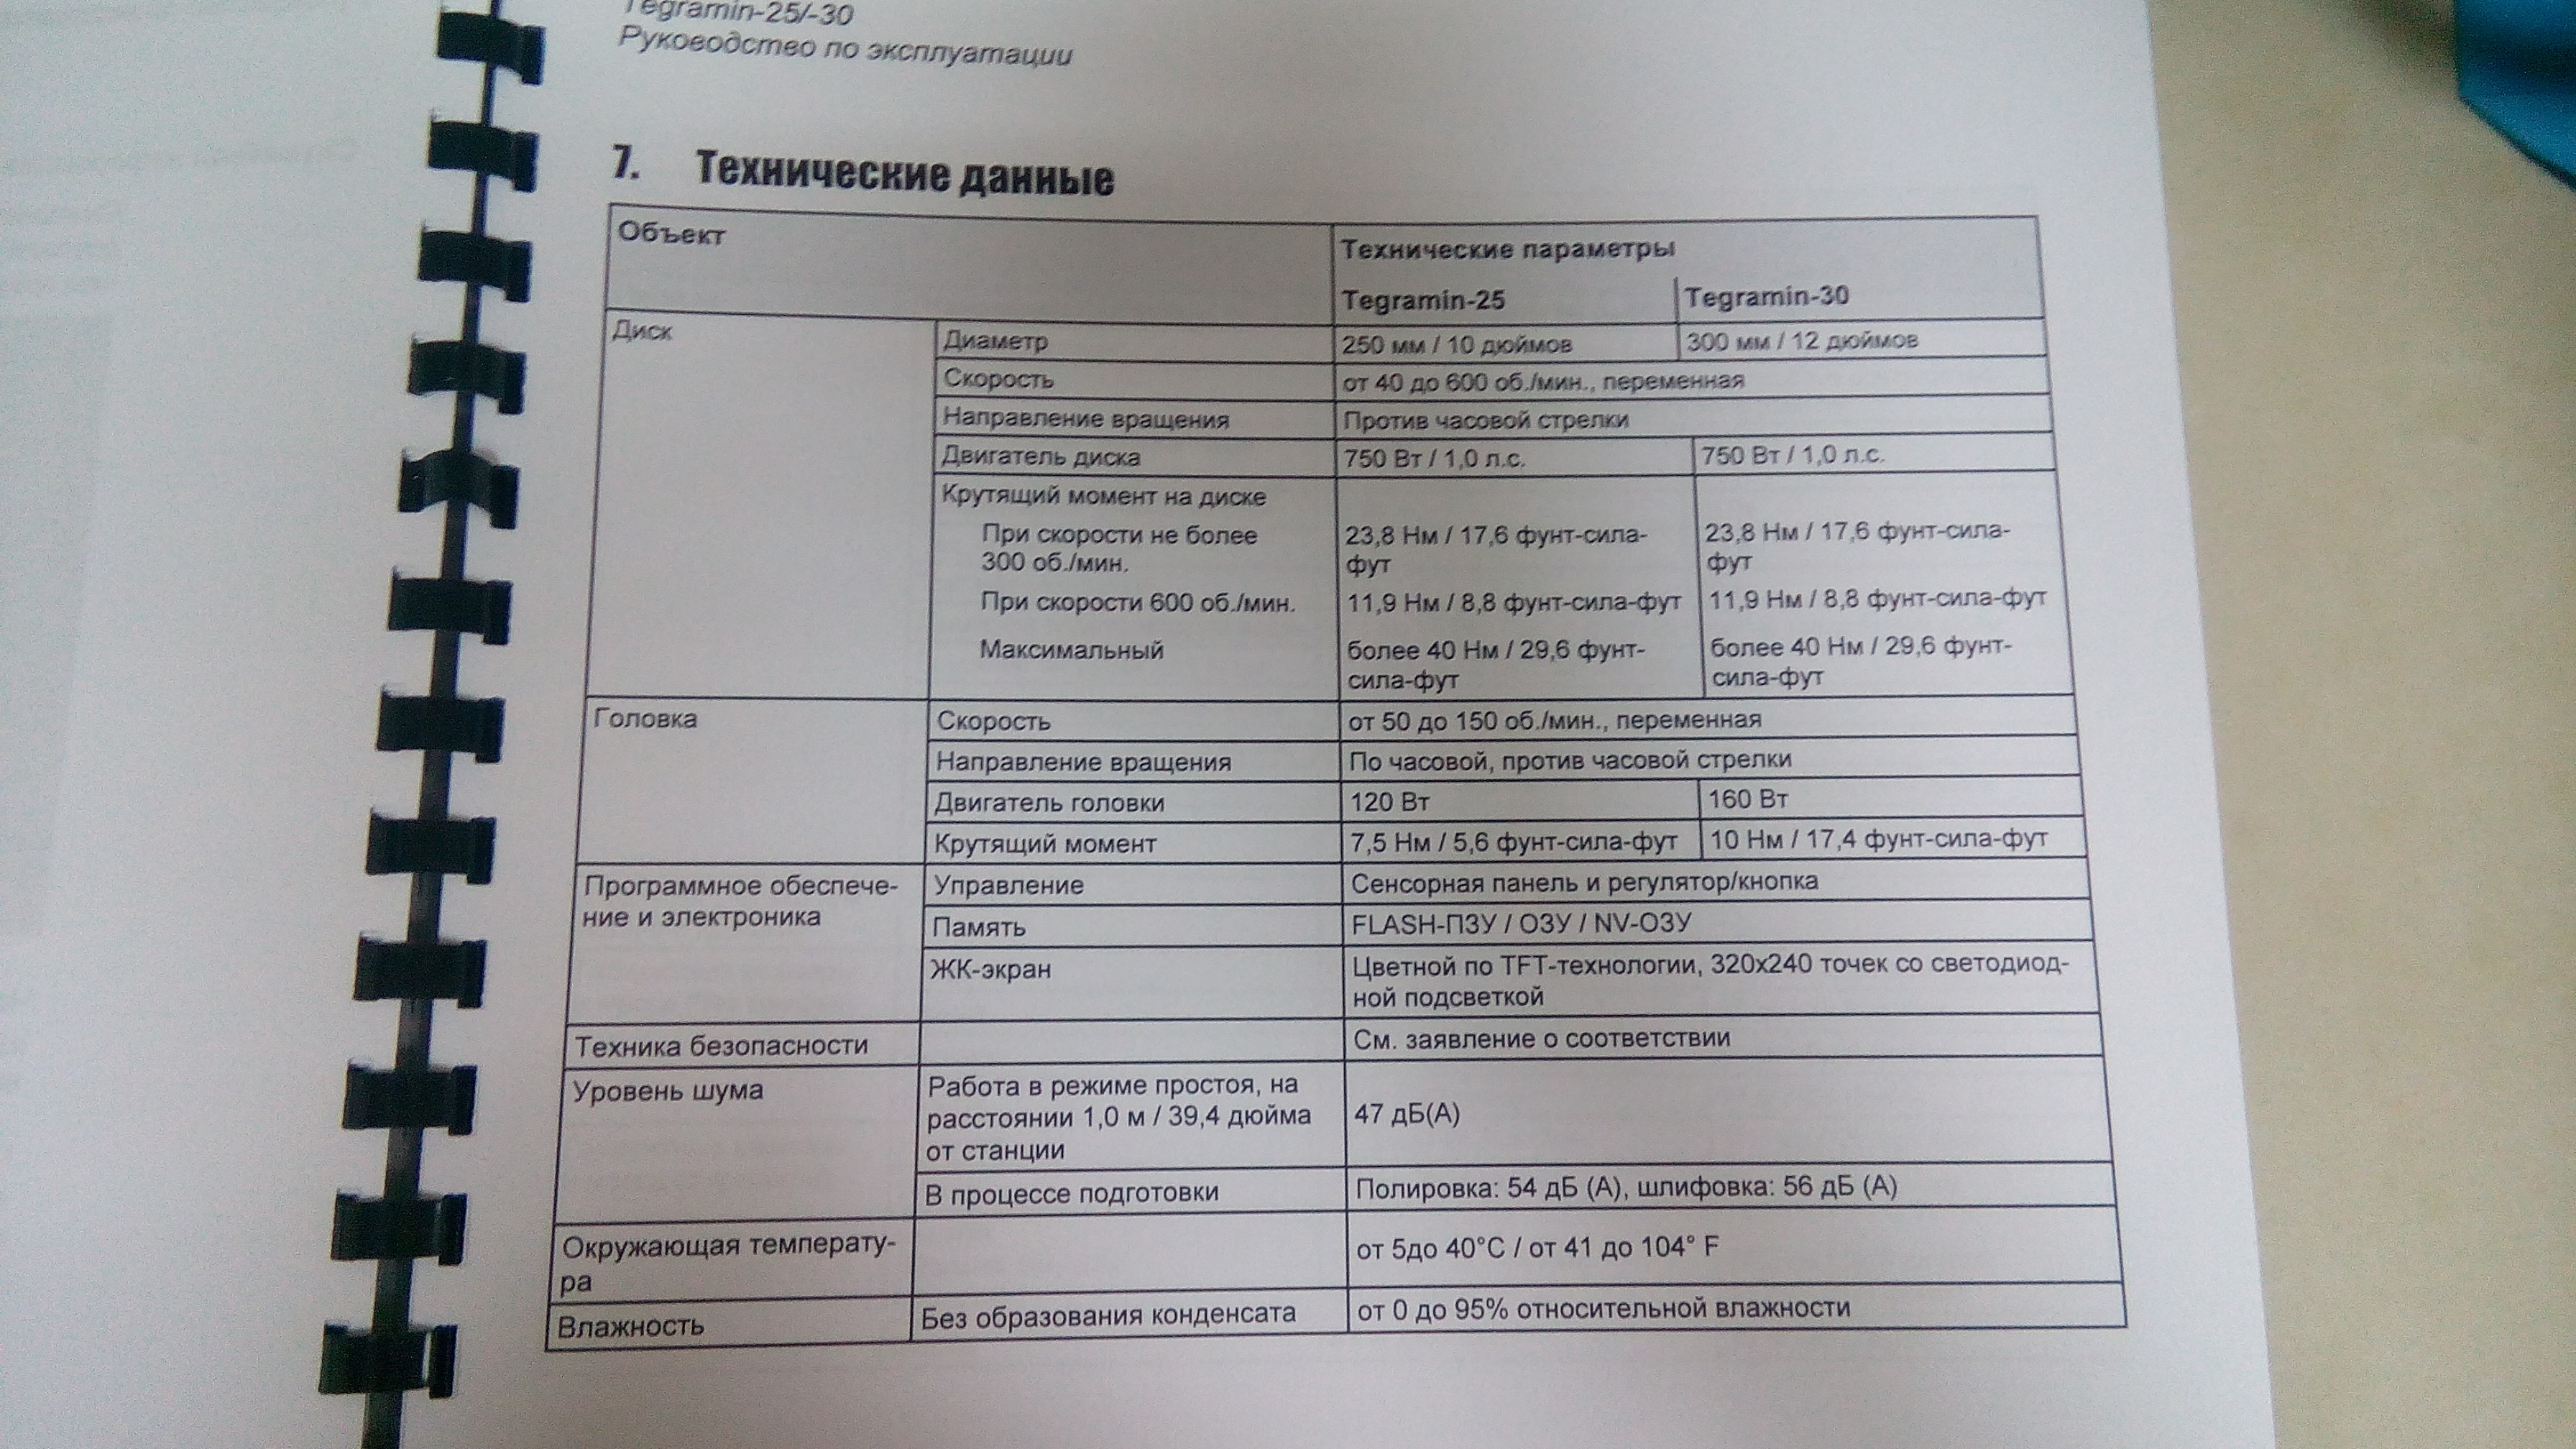 Tegramin-25/-30
Руководство по эксплуатации
7. Технические данные
Объект
Технические параметры
Tegramin-25 Tegramin-30
Диск Диаметр 250 мм / 10 дюймов 300 мм / 12 дюймов
Скорость от 40 до 600 об./мин., переменная
Направление вращения Против часовой стрелки
Двигатель диска 750 Вт / 1,0 л.с. 750 Вт / 1,0 л.с.
Крутящий момент на диске
При скорости не более 23,8 Нм / 17,6 фунт-сила- 23,8 Нм / 17,6 фунт-сила-
300 об./мин. фут фут
При скорости 600 об./мин. 11,9 Нм / 8,8 фунт-сила-фут 11,9 Нм / 8,8 фунт-сила-фут
Максимальный более 40 Нм / 29,6 фунт- более 40 Нм / 29,6 фунт-
сила-фут сила-фут
Головка Скорость от 50 до 150 об./мин., переменная
Направление вращения По часовой, против часовой стрелки
Двигатель головки 120 Вт 160 Вт
Крутящий момент 7,5 Нм / 5,6 фунт-сила-фут 10 Нм / 17,4 фунт-сила-фут
Программное обеспече- Управление Сенсорная панель и регулятор/кнопка
ние и электроника Память FLASH-ПЗУ / ОЗУ / NV-ОЗУ
ЖК-экран Цветной по TFT-технологии, 320x240 точек со светодиод-
ной подсветкой
Техника безопасности См. заявление о соответствии
Уровень шума Работа в режиме простоя, на
расстоянии 1,0 м / 39,4 дюйма 47 дБ(А)
от станции
В процессе подготовки Полировка: 54 дБ (А), шлифовка: 56 дБ (А)
Окружающая температу- от 5до 40°C / от 41 до 104° F
ра
Влажность Без образования конденсата от 0 до 95% относительной влажности